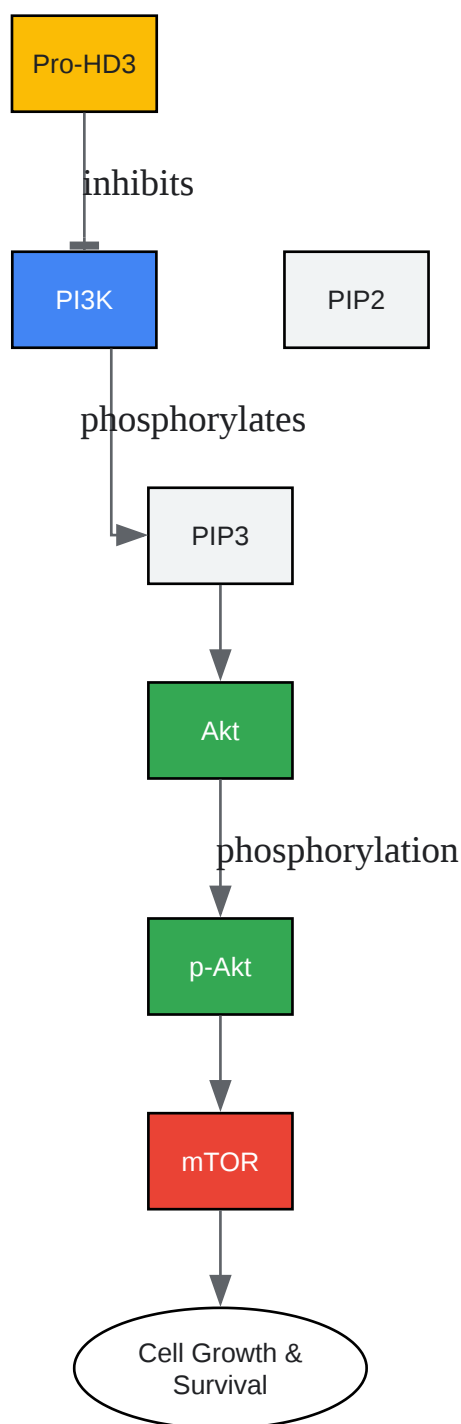 Pro-HD3
inhibits
PI3K
PIP2
phosphorylates
PIP3
Akt
phosphorylation
p-Akt
mTOR
Cell Growth &
Survival